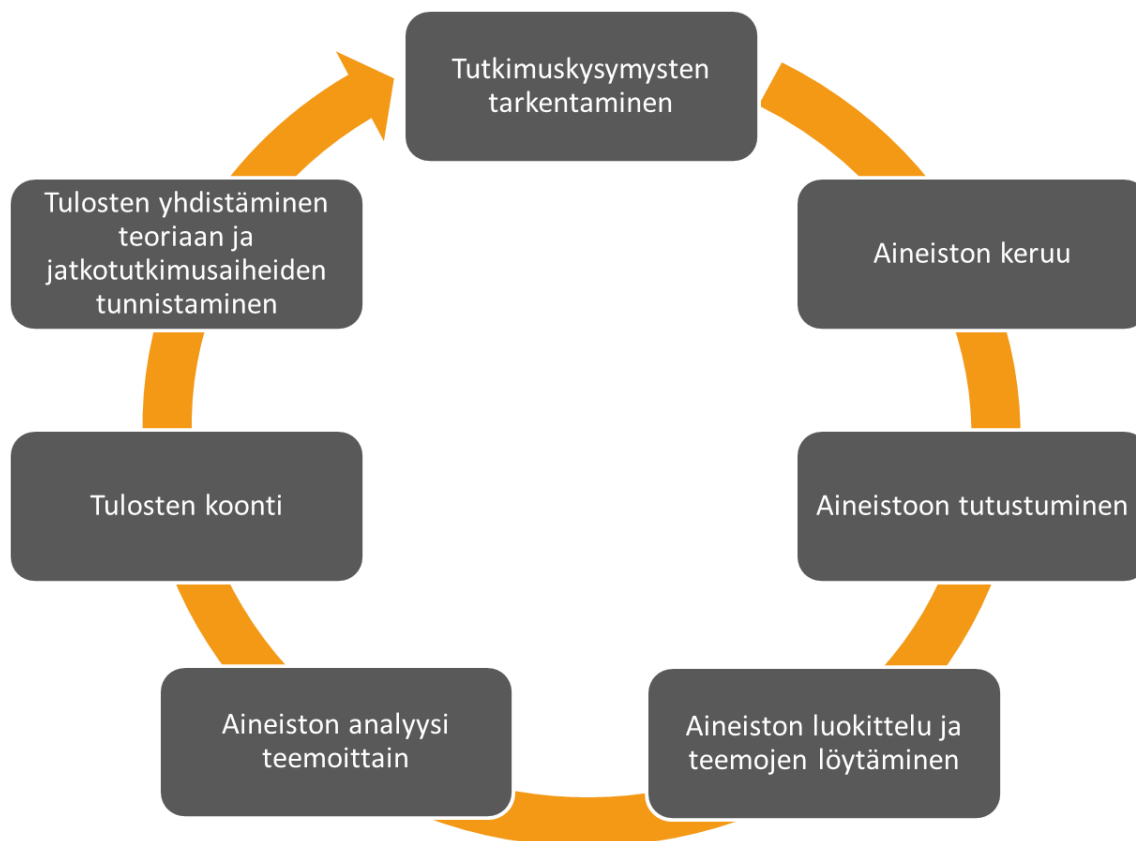 Tutkimuskysymysten
tarkentaminen
Aineiston keruu
Aineistoon tutustuminen
Aineiston luokittelu ja
teemojen löytäminen
Aineiston analyysi
teemoittain
Tulosten koonti
Tulosten yhdistäminen
teoriaan ja
jatkotutkimusaiheiden
tunnistaminen